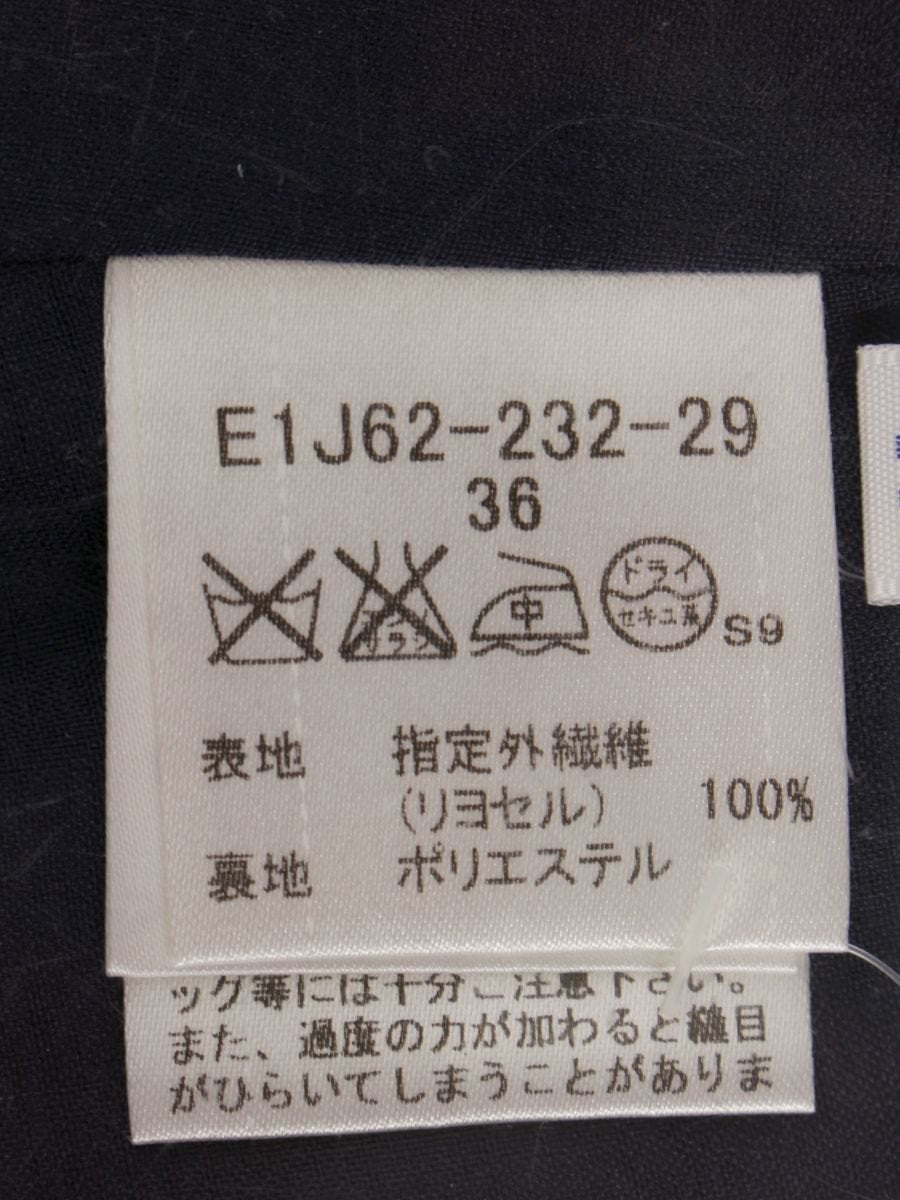 E1J62-232-29
36
中 ドライ
セキユ系 S9
表地 指定外繊維
(リヨセル) 100%
裏地 ポリエステル
ック等には十分ご注意下さい。
また、過度の力が加わると縫目
がひらいてしまうことがありま